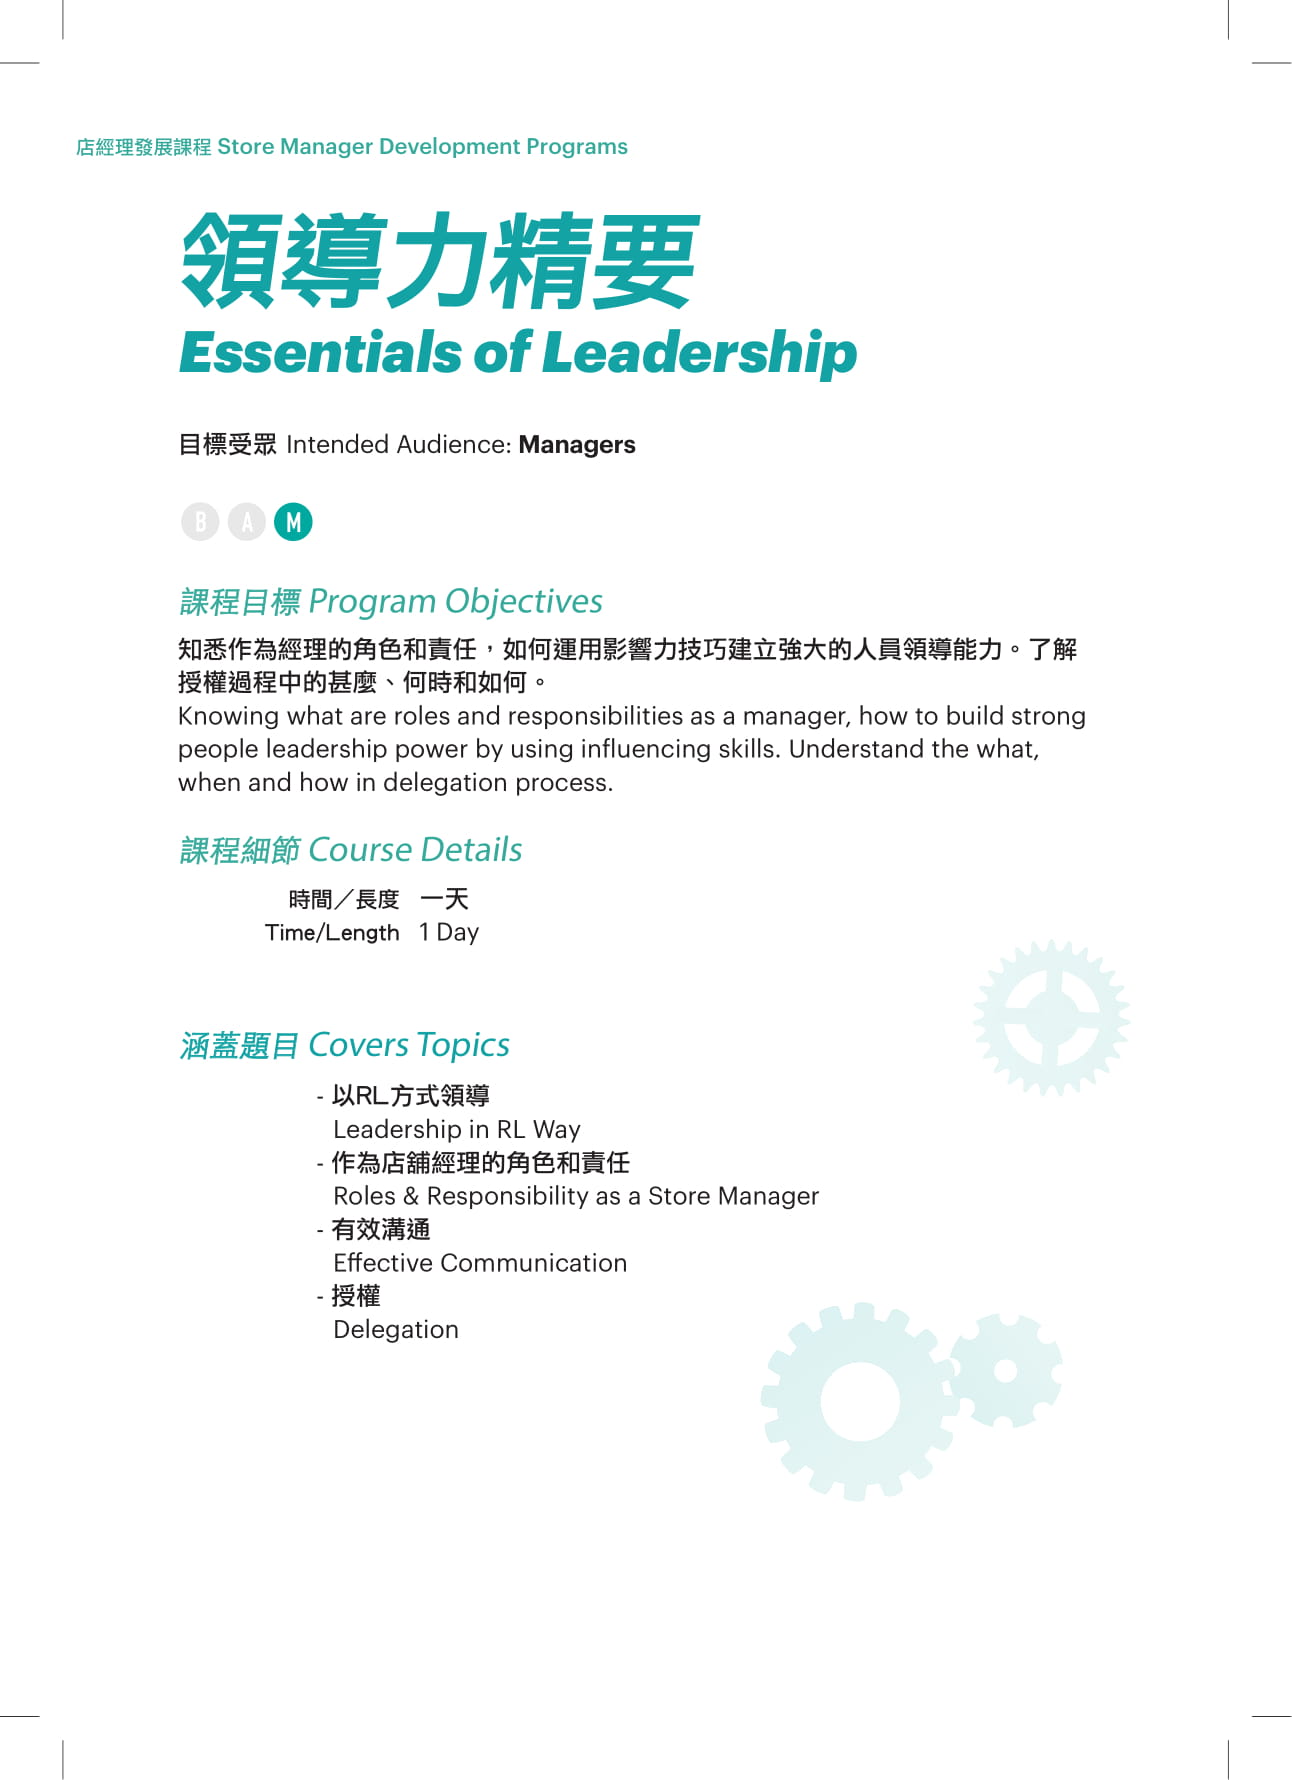 店經理發展課程 Store Manager Development Programs
領導力精要
Essentials of Leadership
目標受眾 Intended Audience: Managers
B A M
課程目標 Program Objectives
知悉作為經理的角色和責任，如何運用影響力技巧建立強大的人員領導能力。了解
授權過程中的甚麼、何時和如何。
Knowing what are roles and responsibilities as a manager, how to build strong
people leadership power by using influencing skills. Understand the what,
when and how in delegation process.
課程細節 Course Details
時間／長度 一天
Time/Length 1 Day
涵蓋題目 Covers Topics
- 以RL方式領導
Leadership in RL Way
- 作為店舖經理的角色和責任
Roles & Responsibility as a Store Manager
- 有效溝通
Effective Communication
- 授權
Delegation